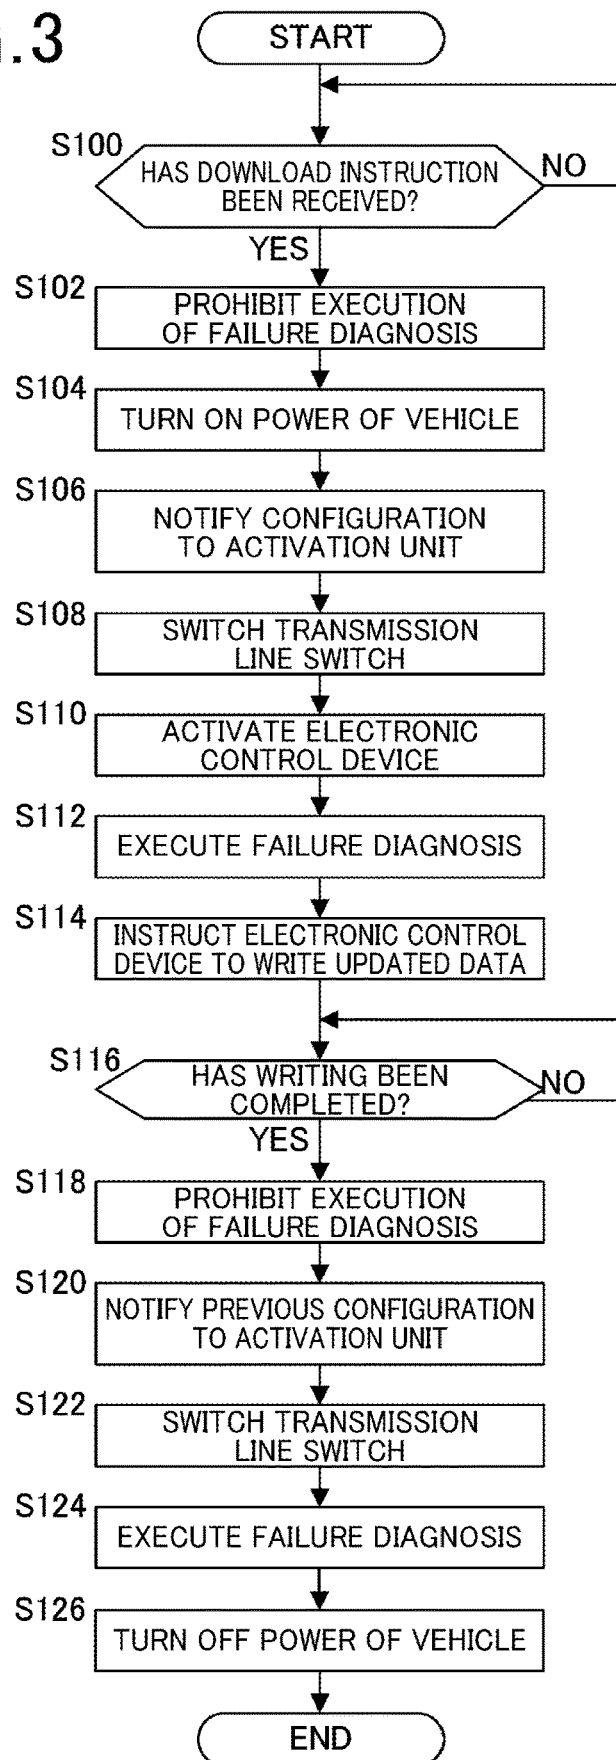 .3
START
S100
HAS DOWNLOAD INSTRUCTION
BEEN RECEIVED?
NO
YES
S102
PROHIBIT EXECUTION
OF FAILURE DIAGNOSIS
S104
TURN ON POWER OF VEHICLE
S106
NOTIFY CONFIGURATION
TO ACTIVATION UNIT
S108
SWITCH TRANSMISSION
LINE SWITCH
S110
ACTIVATE ELECTRONIC
CONTROL DEVICE
S112
EXECUTE FAILURE DIAGNOSIS
S114
INSTRUCT ELECTRONIC CONTROL
DEVICE TO WRITE UPDATED DATA
S116
HAS WRITING BEEN
COMPLETED?
NO
YES
S118
PROHIBIT EXECUTION
OF FAILURE DIAGNOSIS
S120
NOTIFY PREVIOUS CONFIGURATION
TO ACTIVATION UNIT
S122
SWITCH TRANSMISSION
LINE SWITCH
S124
EXECUTE FAILURE DIAGNOSIS
S126
TURN OFF POWER OF VEHICLE
END